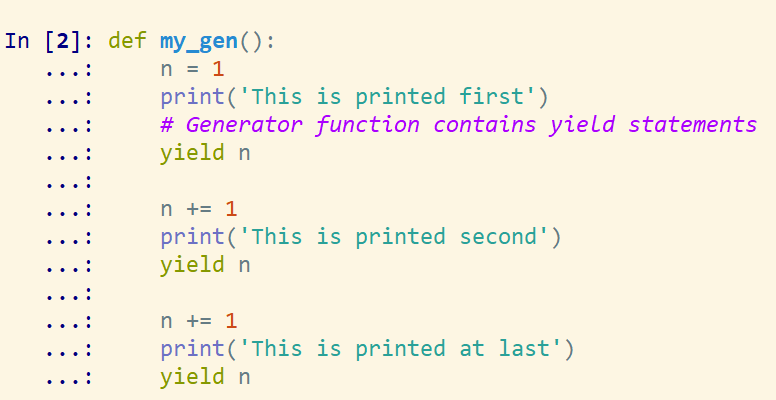 In [2]: def my_gen():
   ...:     n = 1
   ...:     print('This is printed first')
   ...:     # Generator function contains yield statements
   ...:     yield n
   ...:
   ...:     n += 1
   ...:     print('This is printed second')
   ...:     yield n
   ...:
   ...:     n += 1
   ...:     print('This is printed at last')
   ...:     yield n